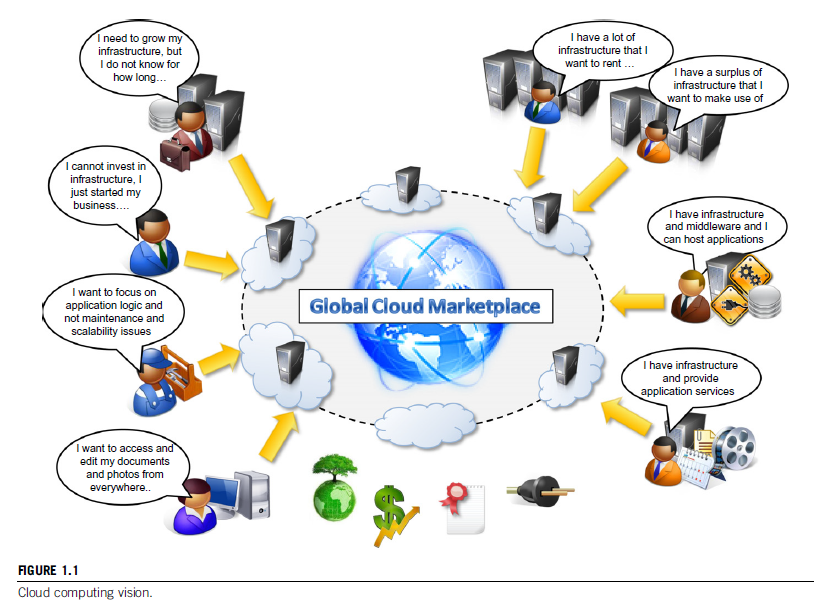 I need to grow my
infrastructure, but
I do not know for
how long…
I have a lot of
infrastructure that I
want to rent …
I have a surplus of
infrastructure that I
want to make use of
I cannot invest in
infrastructure, I
just started my
business….
I have infrastructure
and middleware and I
can host applications
I want to focus on
application logic and
not maintenance and
scalability issues
Global Cloud Marketplace
I have infrastructure
and provide
application services
I want to access and
edit my documents
and photos from
everywhere..
FIGURE 1.1
Cloud computing vision.